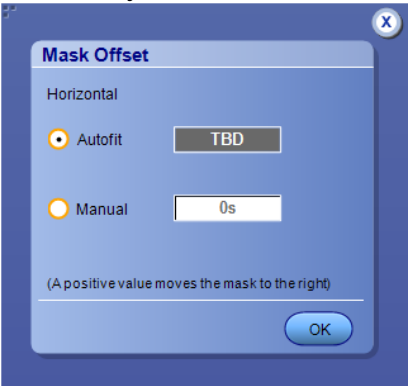 X
Mask Offset
Horizontal
Autofit TBD
Manual 0s
(A positive value moves the mask to the right)
OK